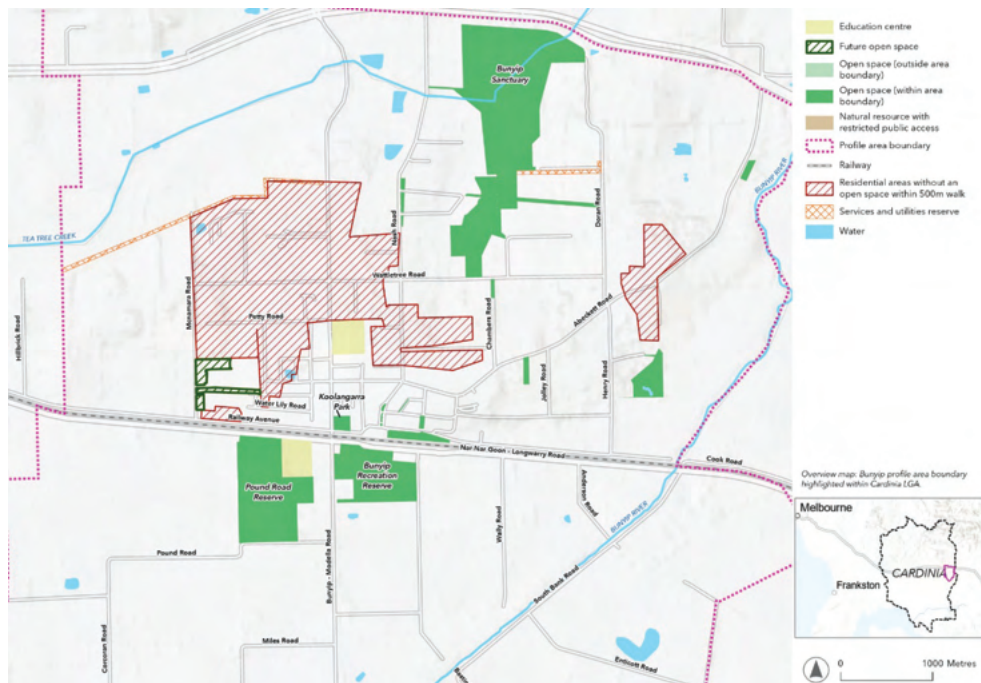 Education centre
Future open space
Open space (outside area
boundary)
Open space (within area
boundary)
Natural resource with
restricted public access
Profile area boundary
Railway
Residential areas without an
open space within 500m walk
Services and utilities reserve
Water
Bunyip
Sanctuary
BUNYIP RIVER
TEA TREE CREEK
Nash Road
Doran Road
Wattletree Road
Monomara Road
Petty Road
Hillbrick Road
Chambers Road
Abeckett Road
Jolley Road
Henry Road
Koolangarra
Park
Water Lily Road
Railway Avenue
Nar Nar Goon - Longwarry Road
Cook Road
Pound Road
Reserve
Bunyip
Recreation
Reserve
Anderson Road
Wally Road
BUNYIP RIVER
Pound Road
Bunyip - Modella Road
South Bank Road
Corcoran Road
Miles Road
Endicott Road
Overview map: Bunyip profile area boundary
highlighted within Cardinia LGA.
Melbourne
CARDINIA
Frankston
0 1000 Metres